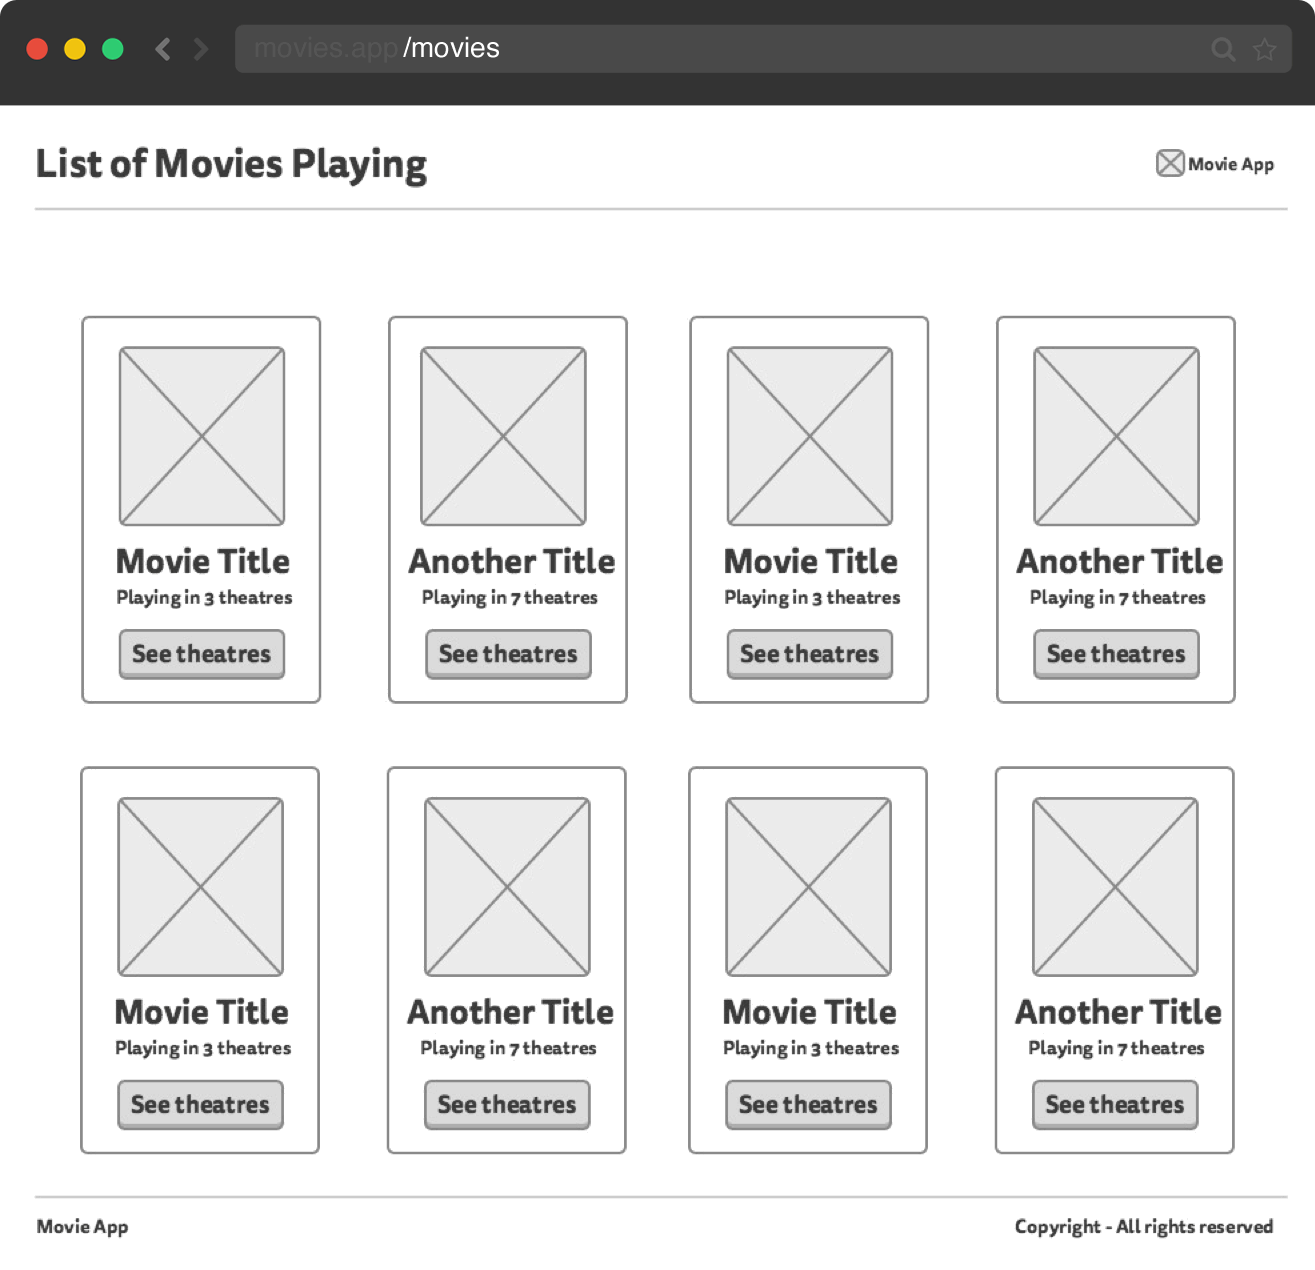 movies.app/movies
List of Movies Playing
Movie App
Movie Title
Playing in 3 theatres
See theatres
Another Title
Playing in 7 theatres
See theatres
Movie Title
Playing in 3 theatres
See theatres
Another Title
Playing in 7 theatres
See theatres
Movie Title
Playing in 3 theatres
See theatres
Another Title
Playing in 7 theatres
See theatres
Movie Title
Playing in 3 theatres
See theatres
Another Title
Playing in 7 theatres
See theatres
Movie App
Copyright - All rights reserved